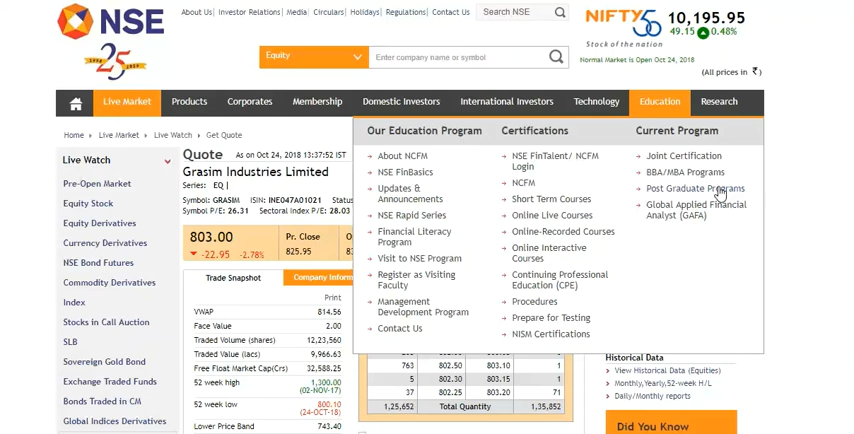 NSE
About Us | Investor Relations | Media | Circulars | Holidays | Regulations | Contact Us
Search NSE
NIFTY 50
Stock of the nation
10,195.95
49.15 0.48%
Normal Market is Open Oct 24, 2018
(All prices in ₹)
25
Equity
Enter company name or symbol
Live Market
Products
Corporates
Membership
Domestic Investors
International Investors
Technology
Education
Research
Home › Live Market › Live Watch › Get Quote
Live Watch
Pre-Open Market
Equity Stock
Equity Derivatives
Currency Derivatives
NSE Bond Futures
Commodity Derivatives
Index
Stocks in Call Auction
SLB
Sovereign Gold Bond
Exchange Traded Funds
Bonds Traded in CM
Global Indices Derivatives
Quote As on Oct 24, 2018 13:37:52 IST
Grasim Industries Limited
Series: EQ |
Symbol: GRASIM ISIN: INE047A01021 Status
Symbol P/E: 26.31 Sectoral Index P/E: 28.03
803.00
-22.95 -2.78%
Pr. Close
825.95
Trade Snapshot
Company Inform
Print
VWAP 814.56
Face Value 2.00
Traded Volume (shares) 12,23,560
Traded Value (lacs) 9,966.63
Free Float Market Cap(Crs) 32,588.25
52 week high 1,300.00
(02-NOV-17)
52 week low 800.10
(24-OCT-18)
Lower Price Band 743.40
Our Education Program
About NCFM
NSE FinBasics
Updates &
Announcements
NSE Rapid Series
Financial Literacy
Program
Visit to NSE Program
Register as Visiting
Faculty
Management
Development Program
Contact Us
Certifications
NSE FinTalent/ NCFM
Login
NCFM
Short Term Courses
Online Live Courses
Online-Recorded Courses
Online Interactive
Courses
Continuing Professional
Education (CPE)
Procedures
Prepare for Testing
NISM Certifications
Current Program
Joint Certification
BBA/MBA Programs
Post Graduate Programs
Global Applied Financial
Analyst (GAFA)
763 802.50 803.10 1
5 802.30 803.15 1
37 802.25 803.20 71
1,25,652 Total Quantity 1,35,852
Historical Data
View Historical Data (Equities)
Monthly,Yearly,52-week H/L
Daily/Monthly reports
Did You Know